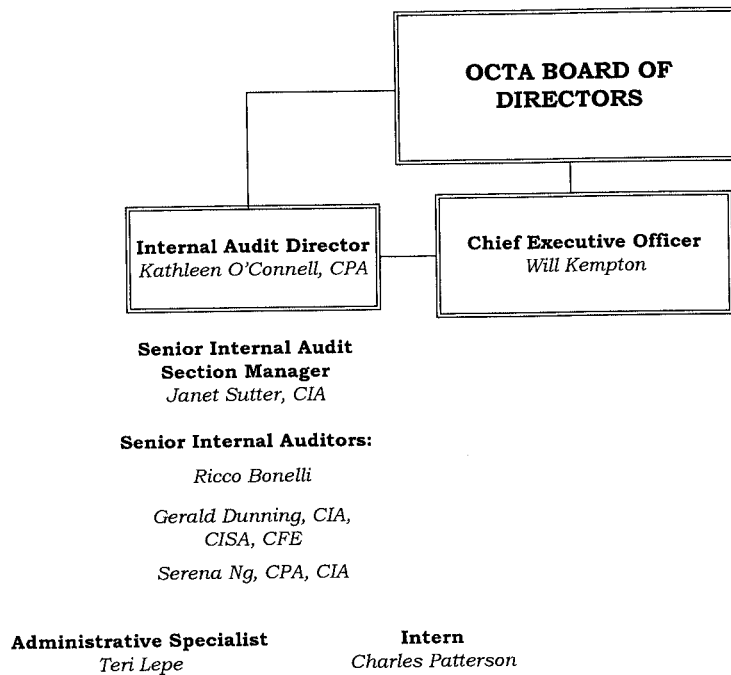 OCTA BOARD OF
DIRECTORS
Internal Audit Director
Kathleen O'Connell, CPA
Chief Executive Officer
Will Kempton
Senior Internal Audit
Section Manager
Janet Sutter, CIA
Senior Internal Auditors:
Ricco Bonelli
Gerald Dunning, CIA,
CISA, CFE
Serena Ng, CPA, CIA
Administrative Specialist
Teri Lepe
Intern
Charles Patterson